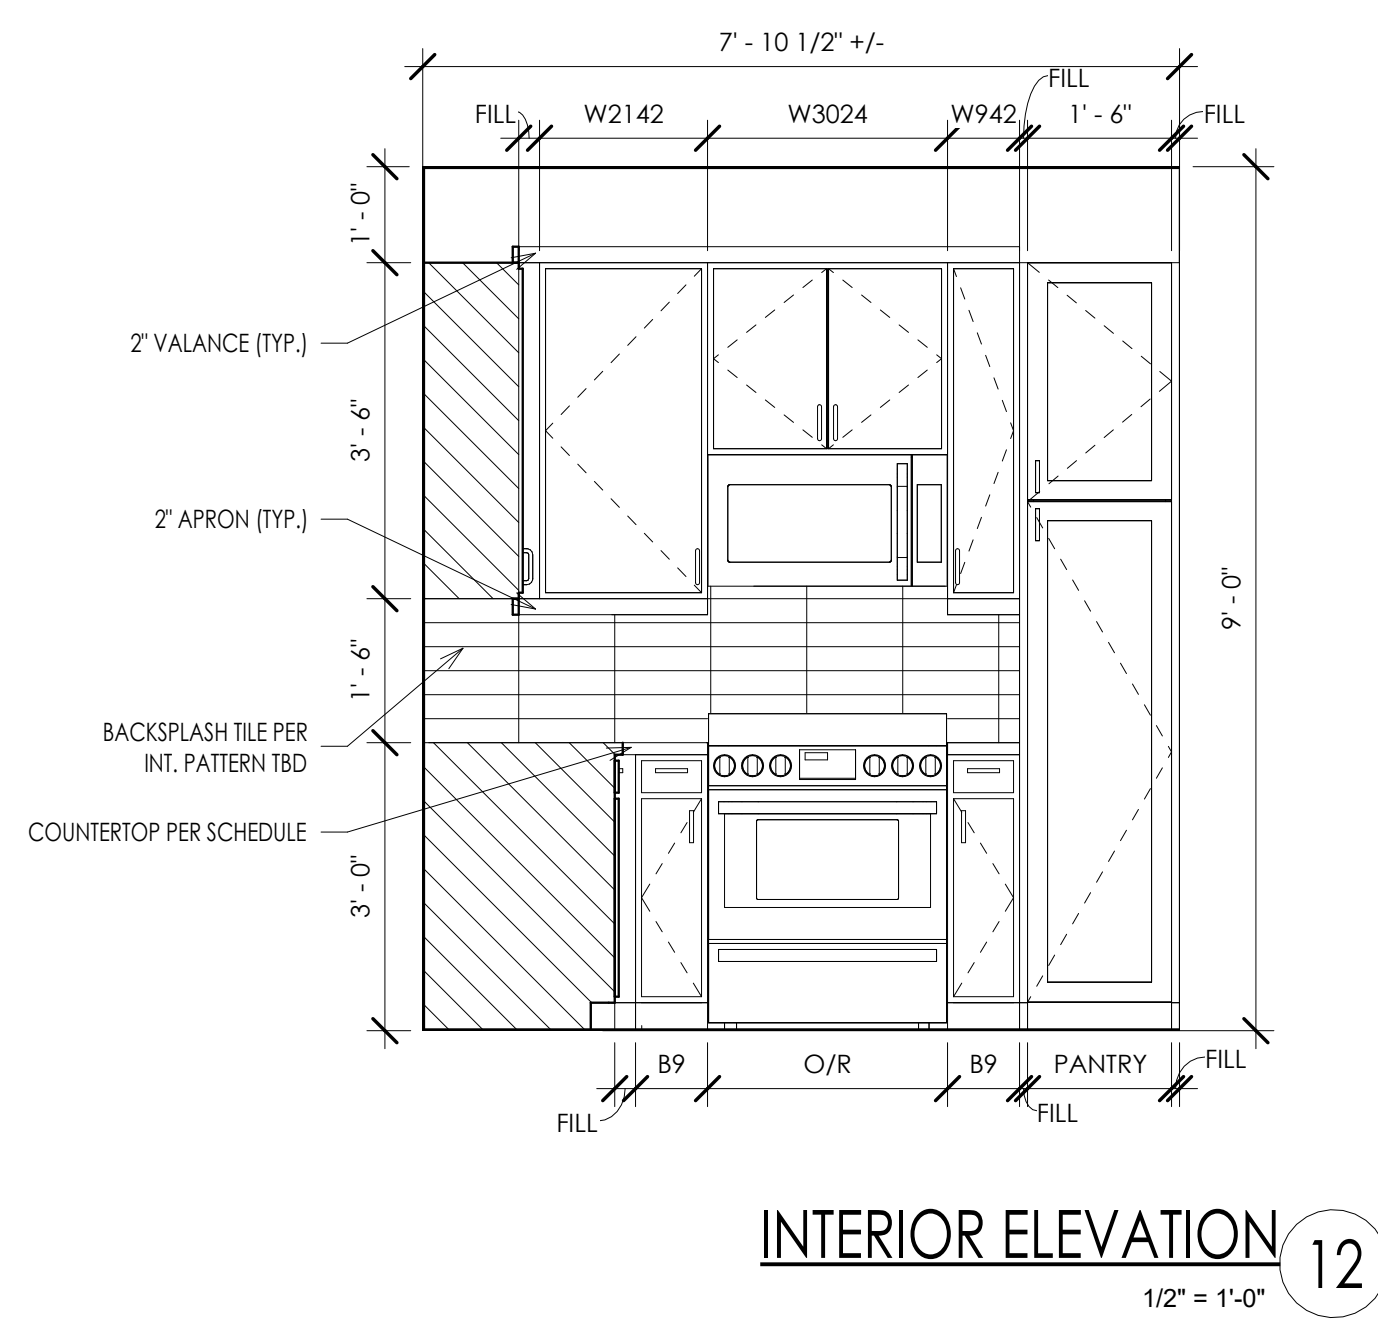 7' - 10 1/2" +/-
FILL
FILL W2142 W3024 W942 1' - 6" FILL
1' - 0"
2" VALANCE (TYP.)
3' - 6"
2" APRON (TYP.)
9' - 0"
1' - 6"
BACKSPLASH TILE PER
INT. PATTERN TBD
COUNTERTOP PER SCHEDULE
3' - 0"
B9 O/R B9 PANTRY FILL
FILL FILL
INTERIOR ELEVATION 12
1/2" = 1'-0"